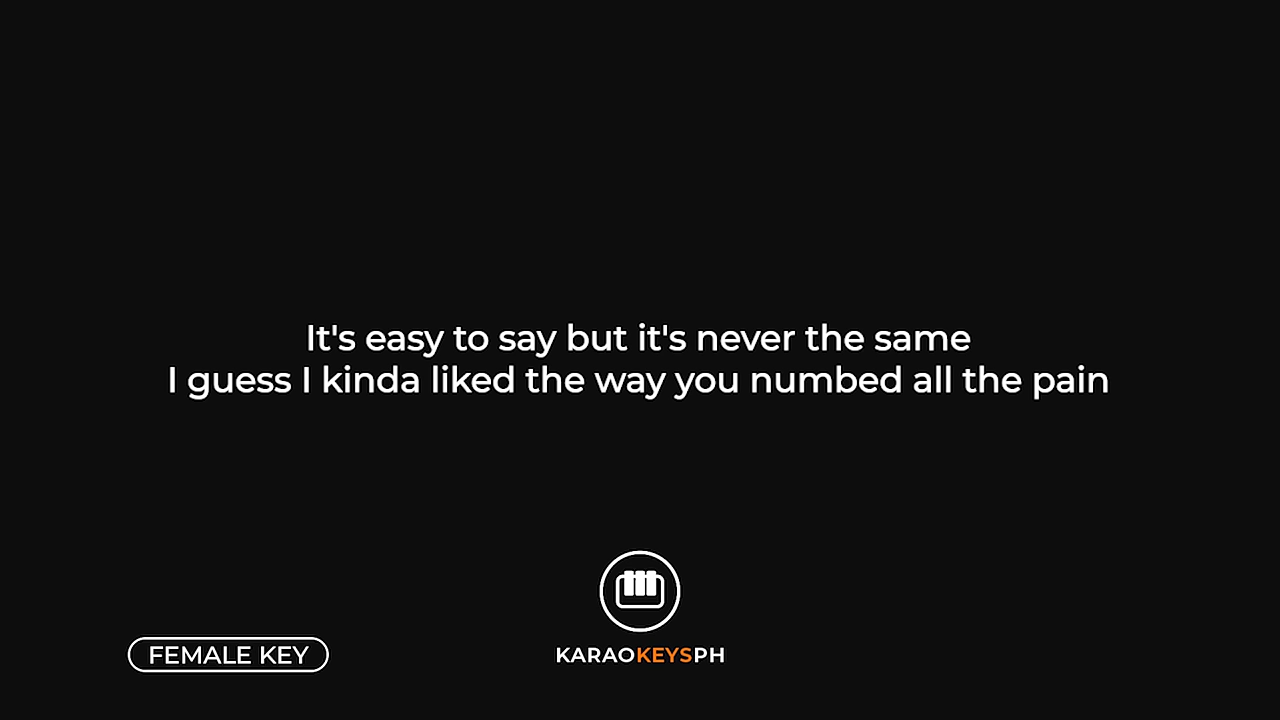 It's easy to say but it's never the same
I guess I kinda liked the way you numbed all the pain
FEMALE KEY
KARAOKEYSPH